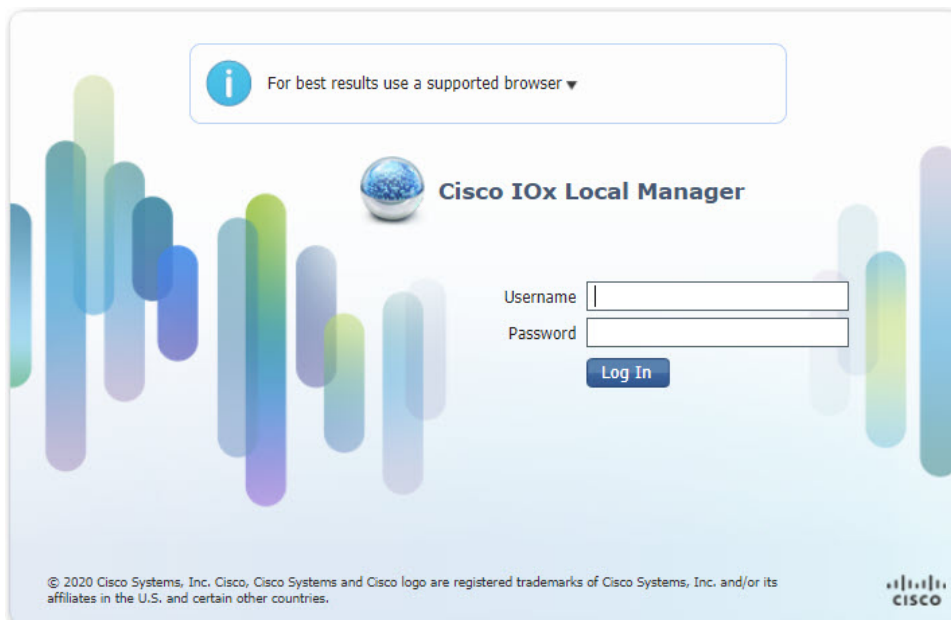 For best results use a supported browser
Cisco IOx Local Manager
Username
Password
Log In
© 2020 Cisco Systems, Inc. Cisco, Cisco Systems and Cisco logo are registered trademarks of Cisco Systems, Inc. and/or its
affiliates in the U.S. and certain other countries.
CISCO